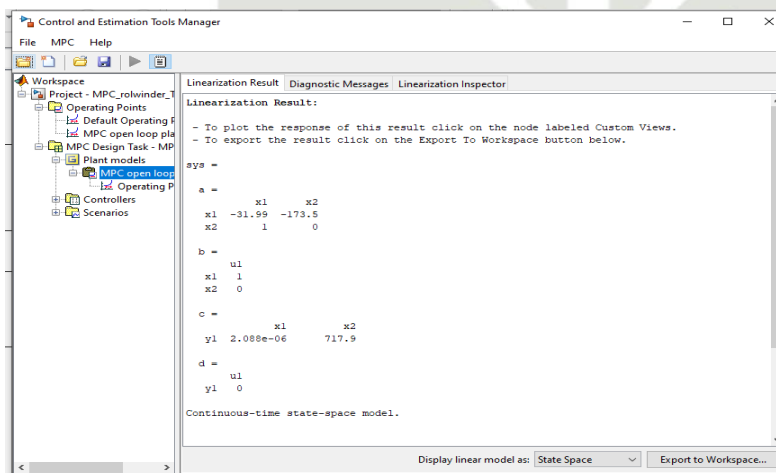 Control and Estimation Tools Manager
File MPC Help
Workspace
Project - MPC_rolwinder_T
Operating Points
Default Operating P
MPC open loop pla
MPC Design Task - MP
Plant models
MPC open loop
Operating P
Controllers
Scenarios
Linearization Result Diagnostic Messages Linearization Inspector
Linearization Result:
- To plot the response of this result click on the node labeled Custom Views.
- To export the result click on the Export To Workspace button below.
sys =
a =
x1 x2
x1 -31.99 -173.5
x2 1 0
b =
u1
x1 1
x2 0
c =
x1 x2
y1 2.088e-06 717.9
d =
u1
y1 0
Continuous-time state-space model.
Display linear model as: State Space Export to Workspace...